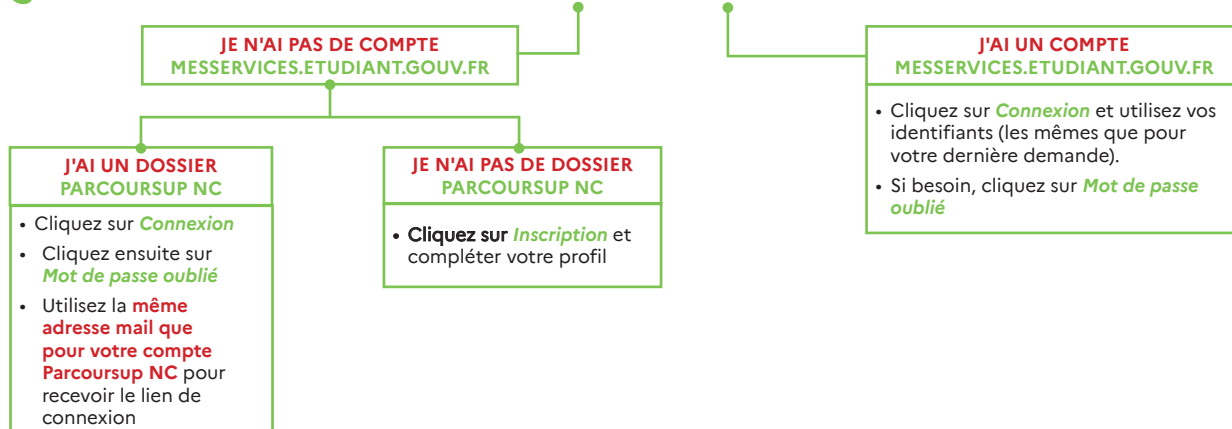 JE N'AI PAS DE COMPTE
MESSERVICES.ETUDIANT.GOUV.FR
J'AI UN DOSSIER
PARCOURSUP NC
• Cliquez sur Connexion
• Cliquez ensuite sur
Mot de passe oublié
• Utilisez la même
adresse mail que
pour votre compte
Parcoursup NC pour
recevoir le lien de
connexion
JE N'AI PAS DE DOSSIER
PARCOURSUP NC
• Cliquez sur Inscription et
compléter votre profil
J'AI UN COMPTE
MESSERVICES.ETUDIANT.GOUV.FR
• Cliquez sur Connexion et utilisez vos
identifiants (les mêmes que pour
votre dernière demande).
• Si besoin, cliquez sur Mot de passe
oublié